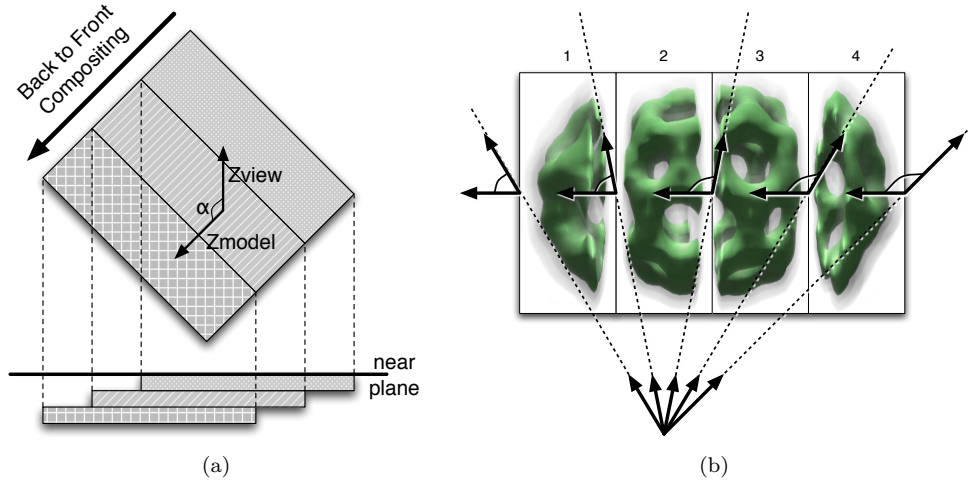 Back to Front
Compositing
Zview
α
Zmodel
near
plane
(a)
1 2 3 4
(b)